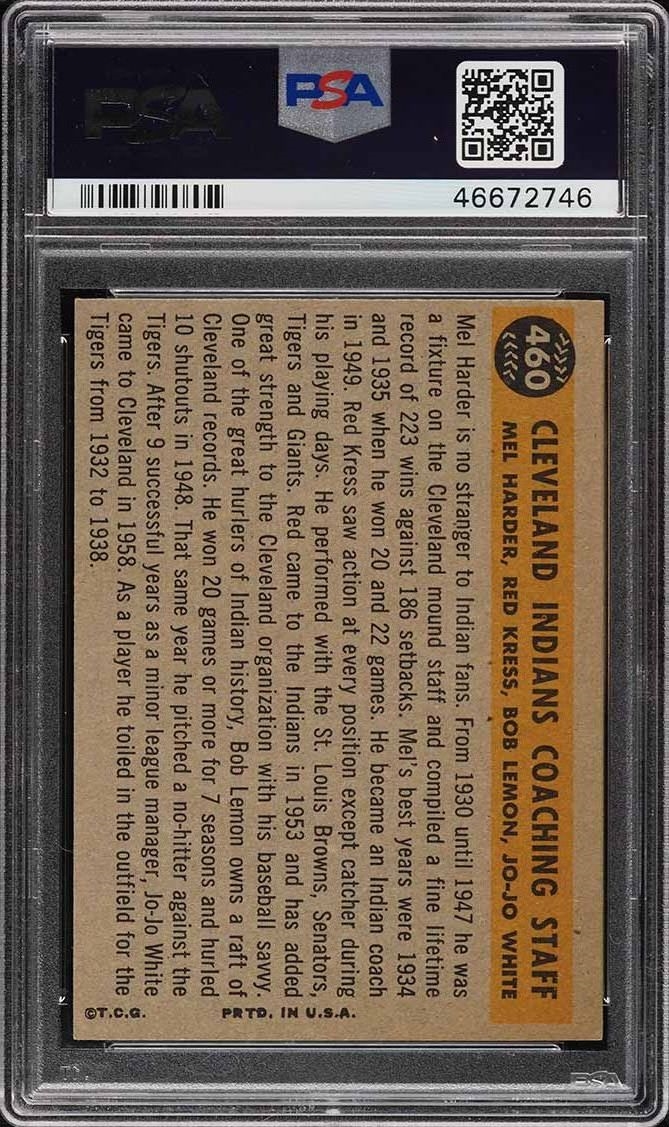 PSA
PSA
46672746
460
CLEVELAND INDIANS COACHING STAFF
MEL HARDER, RED KRESS, BOB LEMON, JO-JO WHITE
Mel Harder is no stranger to Indian fans. From 1930 until 1947 he was
a fixture on the Cleveland mound staff and compiled a fine lifetime
record of 223 wins against 186 setbacks. Mel's best years were 1934
and 1935 when he won 20 and 22 games. He became an Indian coach
in 1949. Red Kress saw action at every position except catcher during
his playing days. He performed with the St. Louis Browns, Senators,
Tigers and Giants. Red came to the Indians in 1953 and has added
great strength to the Cleveland organization with his baseball savvy.
One of the great hurlers of Indian history, Bob Lemon owns a raft of
Cleveland records. He won 20 games or more for 7 seasons and hurled
10 shutouts in 1948. That same year he pitched a no-hitter against the
Tigers. After 9 successful years as a minor league manager, Jo-Jo White
came to Cleveland in 1958. As a player he toiled in the outfield for the
Tigers from 1932 to 1938.
PRTD. IN U.S.A.
©T.C.G.
PSA